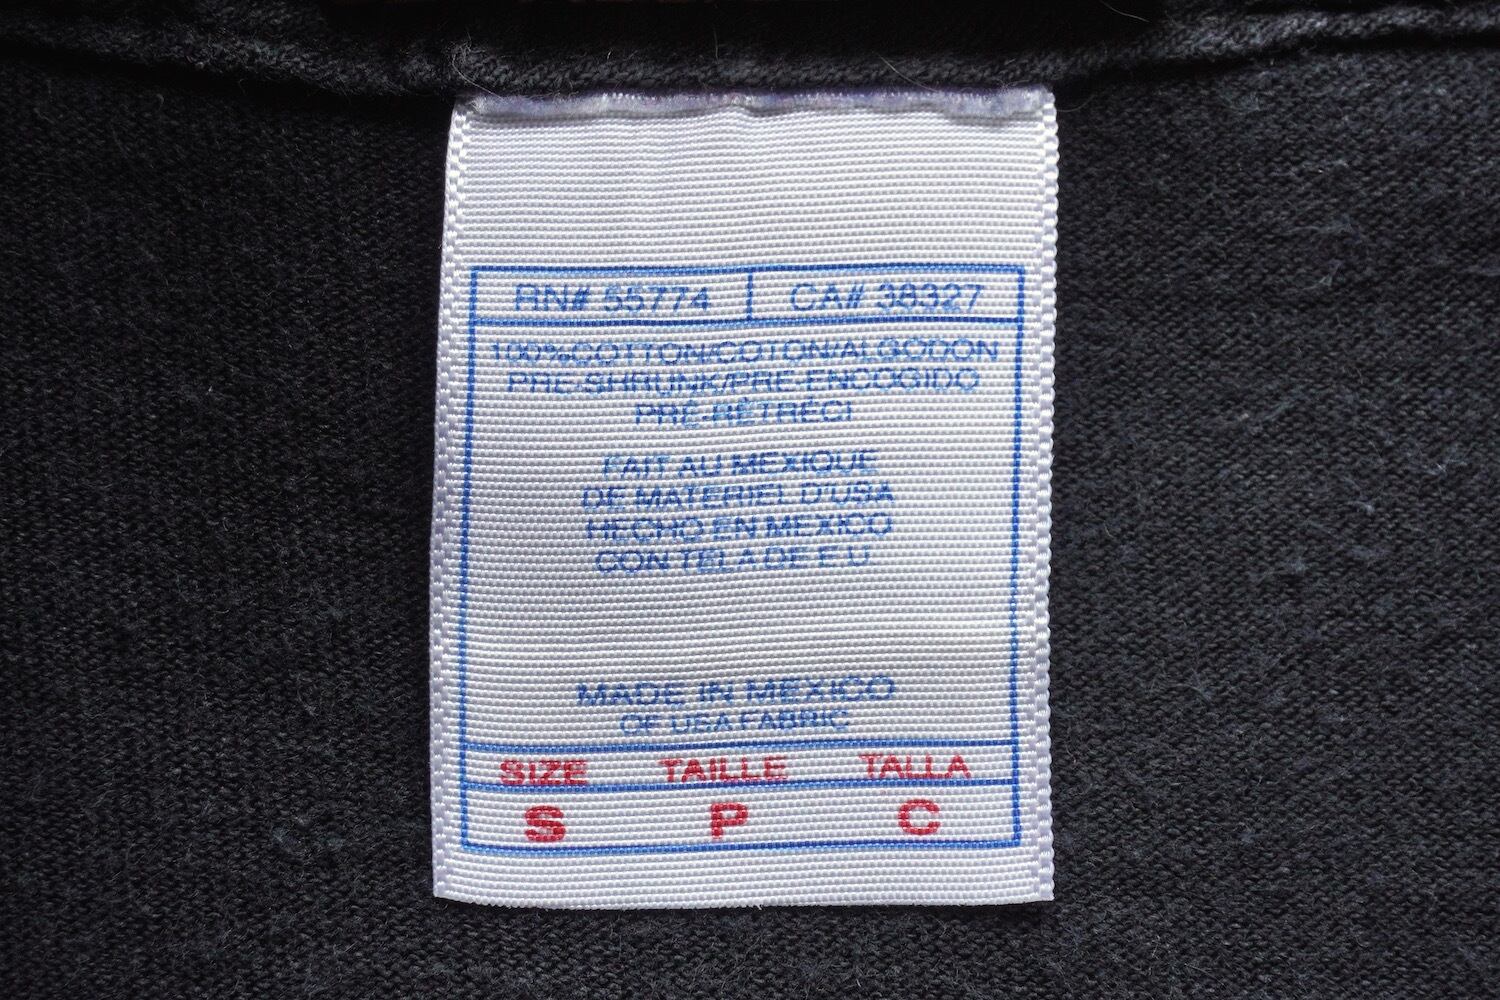 RN# 55774 CA# 38327
100%COTTON/COTON/ALGODON
PRE-SHRUNK/PRE-ENCOGIDO
PRÉ-RÉTRÉCI
FAIT AU MEXIQUE
DE MATERIEL D'USA
HECHO EN MEXICO
CON TELA DE E.U
MADE IN MEXICO
OF USA FABRIC
SIZE TAILLE TALLA
S P C